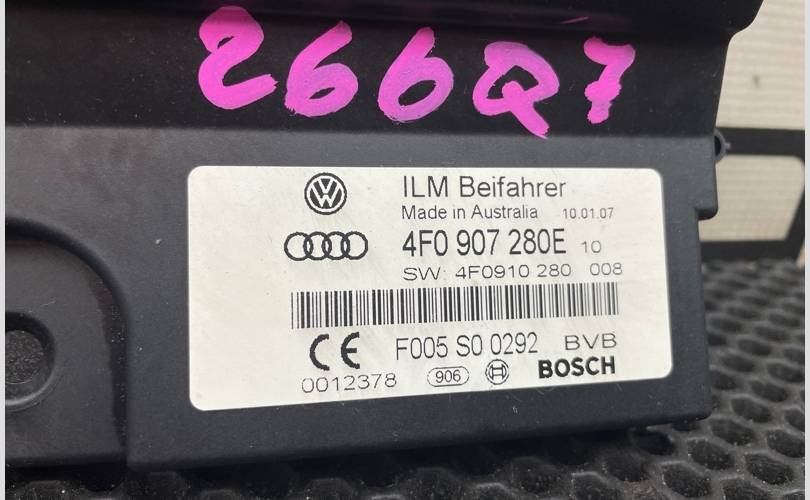 266Q7
ILM Beifahrer
Made in Australia 10.01.07
4F0 907 280E 10
SW: 4F0910 280 008
CE F005 S0 0292 BVB
0012378 906 BOSCH